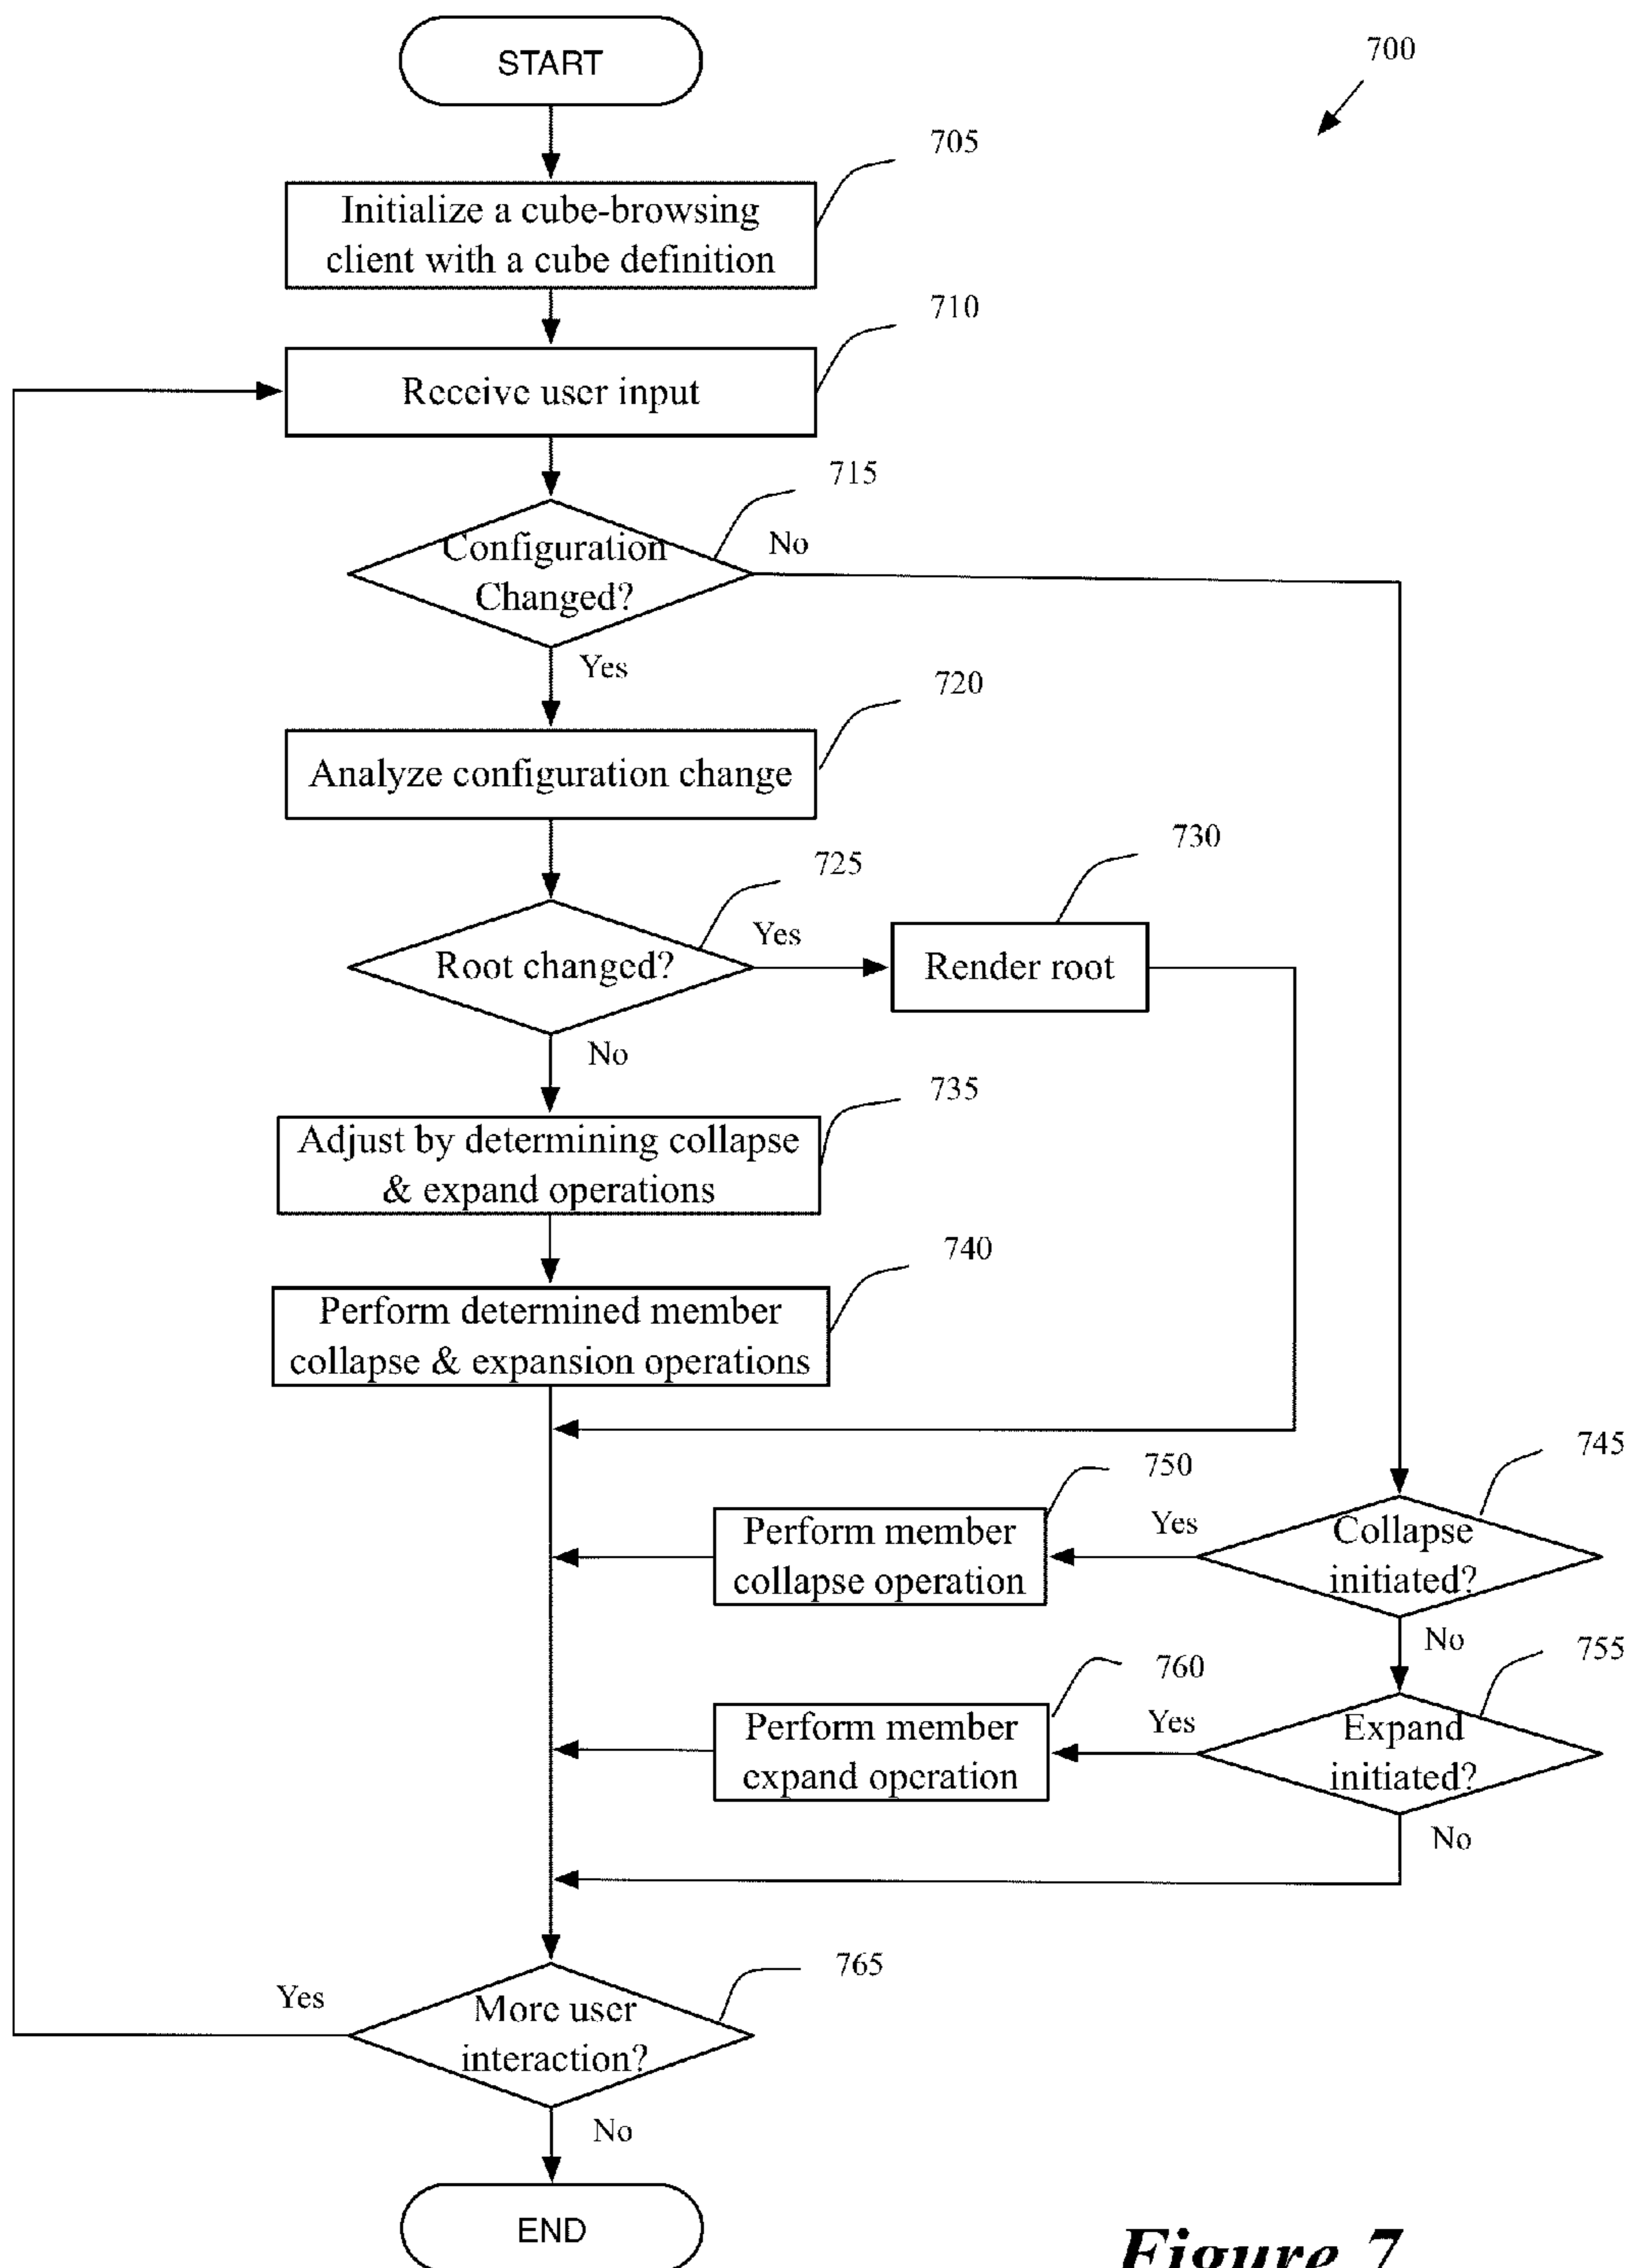 START
700
705
Initialize a cube-browsing
client with a cube definition
710
Receive user input
715
Configuration
Changed?
No
Yes
720
Analyze configuration change
730
725
Root changed?
Yes
Render root
No
735
Adjust by determining collapse
& expand operations
740
Perform determined member
collapse & expansion operations
745
750
Perform member
collapse operation
Yes
Collapse
initiated?
No
755
760
Perform member
expand operation
Yes
Expand
initiated?
No
765
Yes
More user
interaction?
No
END
Figure 7